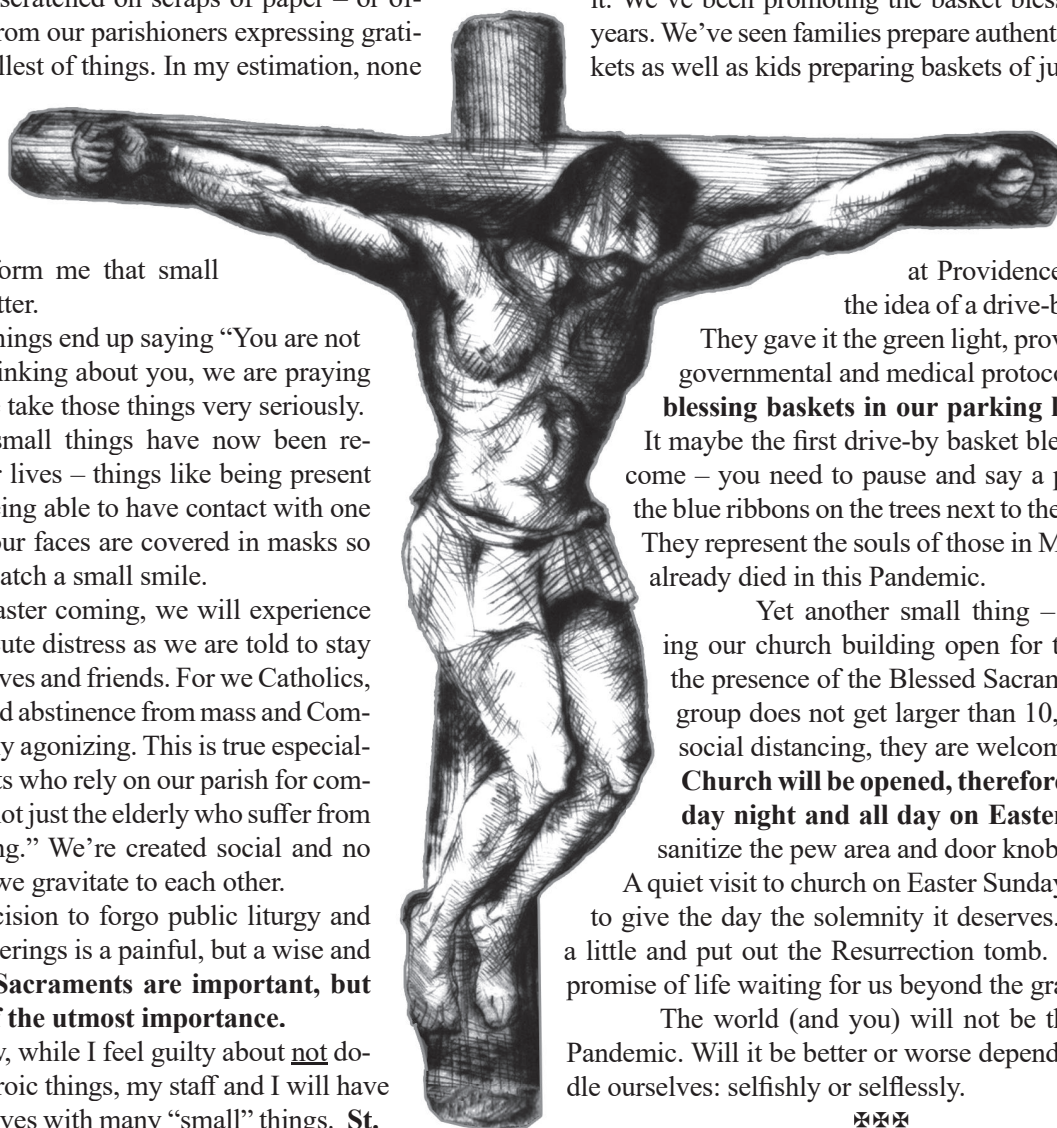 scratched on scraps of paper – or of-
rom our parishioners expressing grati-
llest of things. In my estimation, none
form me that small
tter.
hings end up saying “You are not
inking about you, we are praying
take those things very seriously.
small things have now been re-
r lives – things like being present
eing able to have contact with one
our faces are covered in masks so
atch a small smile.
aster coming, we will experience
ute distress as we are told to stay
ves and friends. For we Catholics,
d abstinence from mass and Com-
y agonizing. This is true especial-
ts who rely on our parish for com-
not just the elderly who suffer from
ng.” We’re created social and no
we gravitate to each other.
cision to forgo public liturgy and
erings is a painful, but a wise and
Sacraments are important, but
f the utmost importance.
y, while I feel guilty about not do-
roic things, my staff and I will have
ves with many “small” things. St.
it. We’ve been promoting the basket bless
years. We’ve seen families prepare authent
kets as well as kids preparing baskets of ju
at Providence
the idea of a drive-b
They gave it the green light, prov
governmental and medical protoco
blessing baskets in our parking l
It maybe the first drive-by basket ble
come – you need to pause and say a p
the blue ribbons on the trees next to the
They represent the souls of those in M
already died in this Pandemic.
Yet another small thing –
ing our church building open for t
the presence of the Blessed Sacram
group does not get larger than 10,
social distancing, they are welcom
Church will be opened, therefore
day night and all day on Easter
sanitize the pew area and door knob
A quiet visit to church on Easter Sunday
to give the day the solemnity it deserves.
a little and put out the Resurrection tomb.
promise of life waiting for us beyond the gra
The world (and you) will not be th
Pandemic. Will it be better or worse depend
dle ourselves: selfishly or selflessly.
✠✠✠